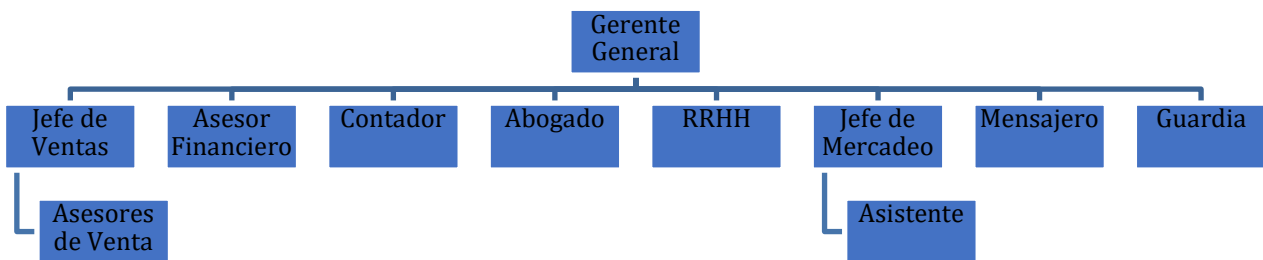 Gerente
General
Jefe de
Ventas
Asesor
Financiero
Contador
Abogado
RRHH
Jefe de
Mercadeo
Mensajero
Guardia
Asesores
de Venta
Asistente